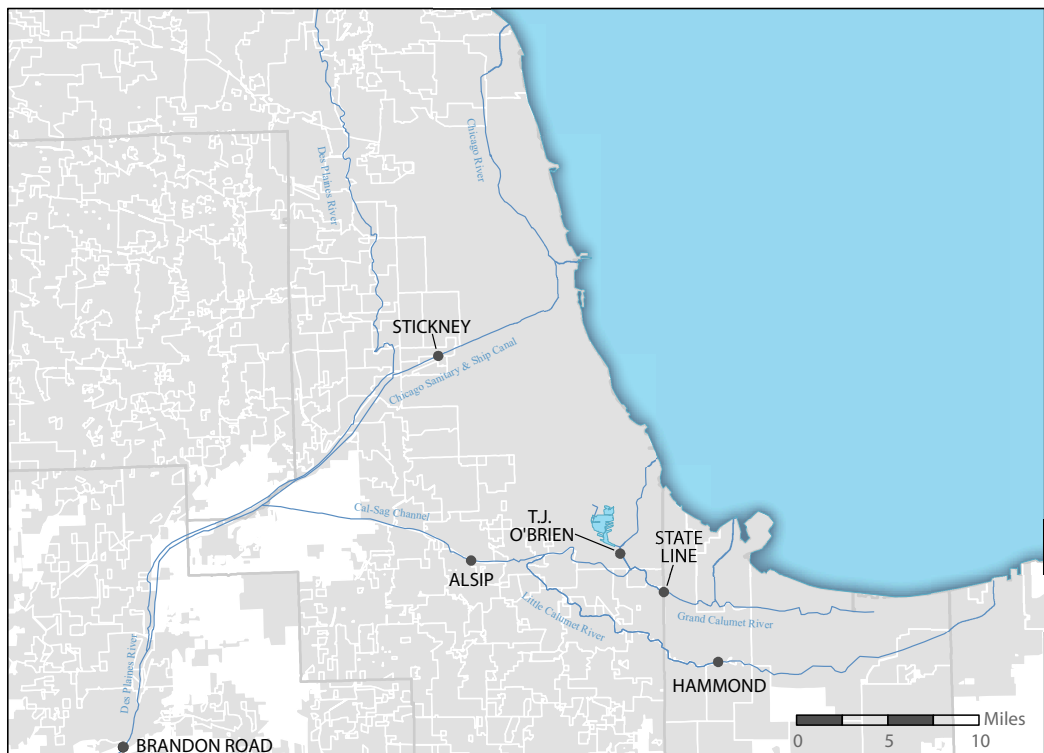 Des Plaines River
Chicago River
STICKNEY
Chicago Sanitary & Ship Canal
Cal-Sag Channel
T.J.
O'BRIEN
STATE
LINE
ALSIP
Little Calumet River
Grand Calumet River
HAMMOND
Des Plaines River
BRANDON ROAD
Miles
0 5 10